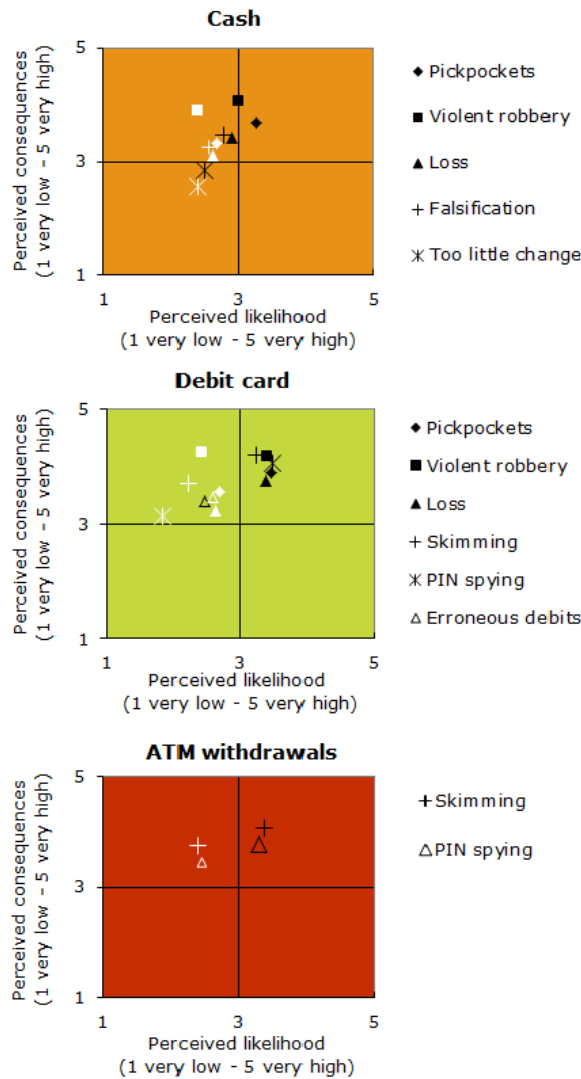 Cash
Perceived consequences
(1 very low - 5 very high)
5
3
1
1 3 5
Perceived likelihood
(1 very low - 5 very high)
Pickpockets
Violent robbery
Loss
Falsification
Too little change
Debit card
Perceived consequences
(1 very low - 5 very high)
5
3
1
1 3 5
Perceived likelihood
(1 very low - 5 very high)
Pickpockets
Violent robbery
Loss
Skimming
PIN spying
Erroneous debits
ATM withdrawals
Perceived consequences
(1 very low - 5 very high)
5
3
1
1 3 5
Perceived likelihood
(1 very low - 5 very high)
Skimming
PIN spying